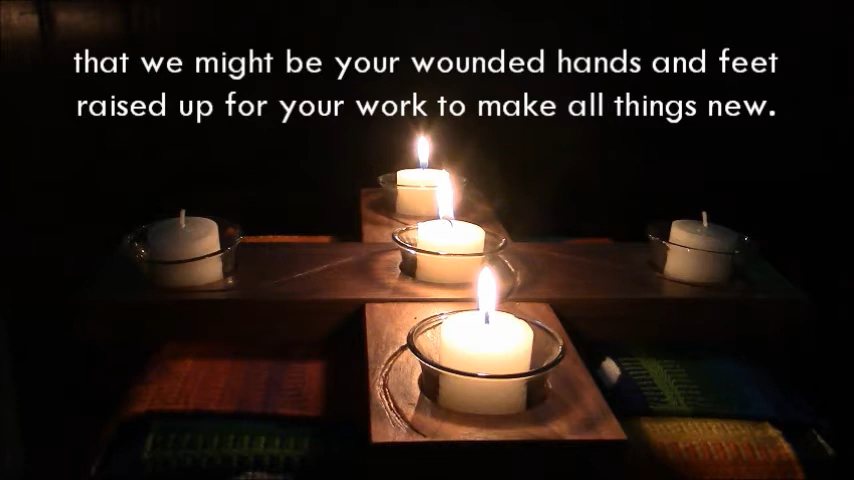 that we might be your wounded hands and feet
raised up for your work to make all things new.